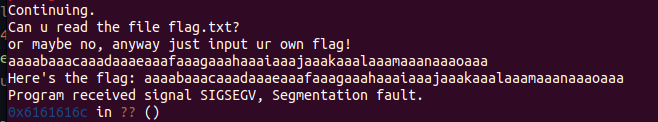 Continuing.
Can u read the file flag.txt?
or maybe no, anyway just input ur own flag!
aaaabaaacaaadaaaeaaafaaagaaahaaaiaaajaaakaaalaaamaaanaaaoaaa
Here's the flag: aaaabaaacaaadaaaeaaafaaagaaahaaaiaaajaaakaaalaaamaaanaaaoaaa
Program received signal SIGSEGV, Segmentation fault.
0x6161616c in ?? ()